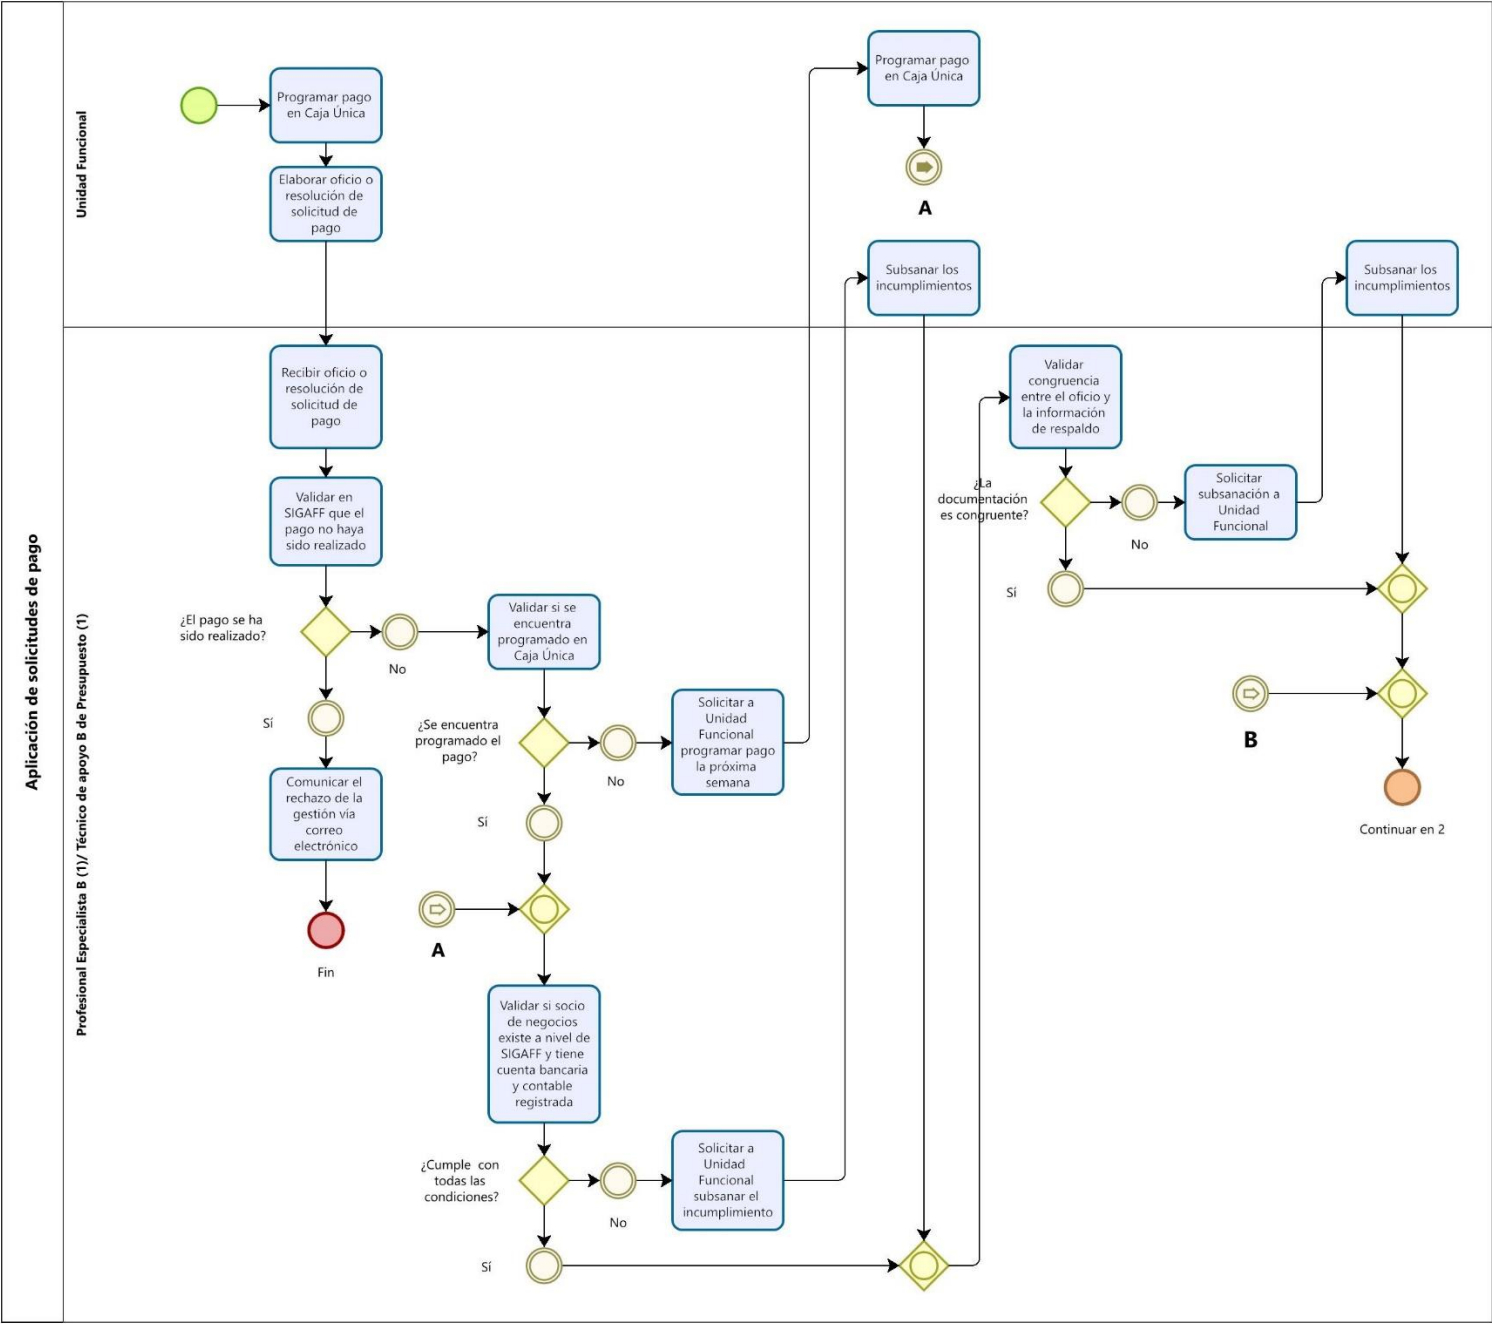 Aplicación de solicitudes de pago
Unidad Funcional
Programar pago
en Caja Única
Elaborar oficio o
resolución de
solicitud de
pago
Programar pago
en Caja Única
A
Subsanar los
incumplimientos
Subsanar los
incumplimientos
Profesional Especialista B (1)/ Técnico de apoyo B de Presupuesto (1)
Recibir oficio o
resolución de
solicitud de
pago
Validar en
SIGAFF que el
pago no haya
sido realizado
¿El pago se ha
sido realizado?
No
Sí
Comunicar el
rechazo de la
gestión vía
correo
electrónico
Fin
Validar si se
encuentra
programado en
Caja Única
¿Se encuentra
programado el
pago?
No
Solicitar a
Unidad
Funcional
programar pago
la próxima
semana
Sí
A
Validar si socio
de negocios
existe a nivel de
SIGAFF y tiene
cuenta bancaria
y contable
registrada
¿Cumple con
todas las
condiciones?
No
Solicitar a
Unidad
Funcional
subsanar el
incumplimiento
Sí
Validar
congruencia
entre el oficio y
la información
de respaldo
¿La
documentación
es congruente?
No
Solicitar
subsanación a
Unidad
Funcional
Sí
B
Continuar en 2